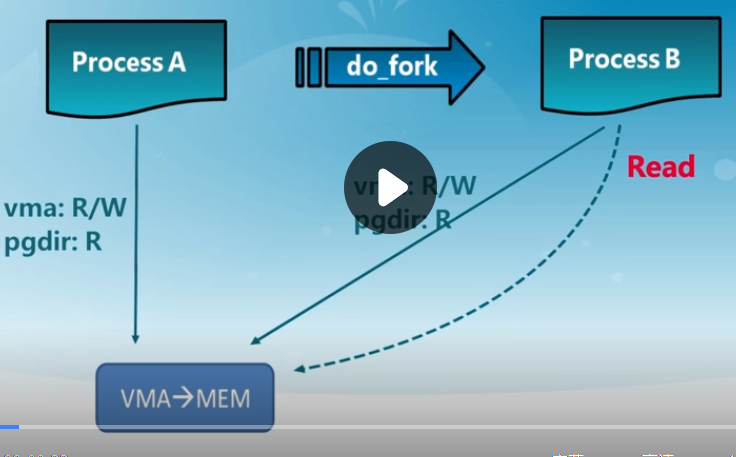 Process A
do_fork
Process B
Read
vma: R/W
pgdir: R
vma: R/W
pgdir: R
VMA→MEM